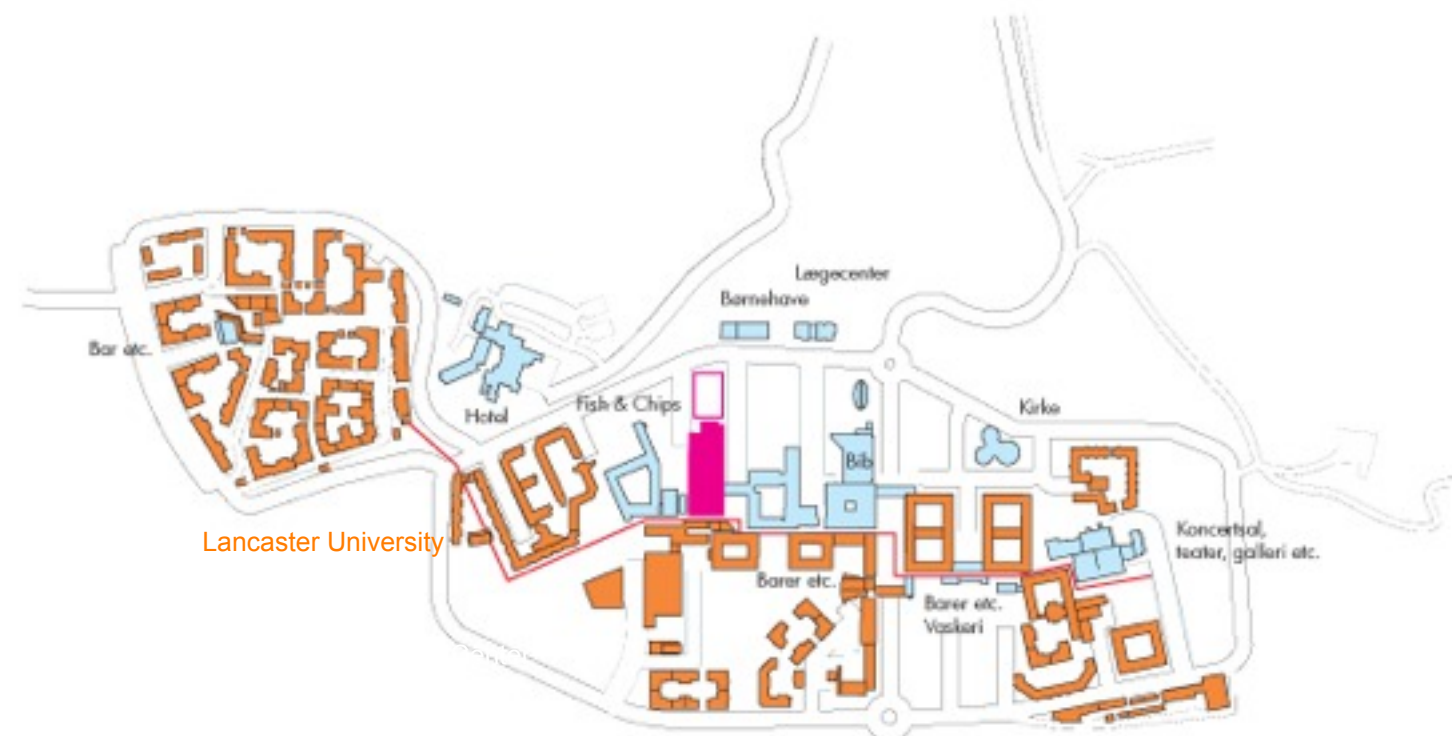 Lægecenter
Børnehave
Bar etc.
Hotel
Fish & Chips
Kirke
Bib
Lancaster University
Koncertsal,
teater, galleri etc.
Barer etc.
Barer etc.
Vaskeri